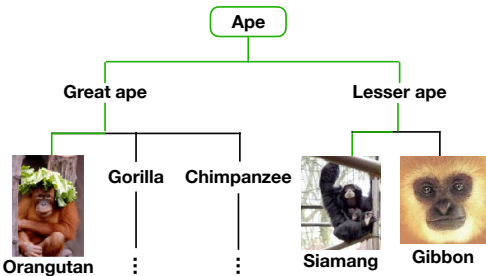 Ape
Great ape
Lesser ape
Gorilla
Chimpanzee
Orangutan
Siamang
Gibbon